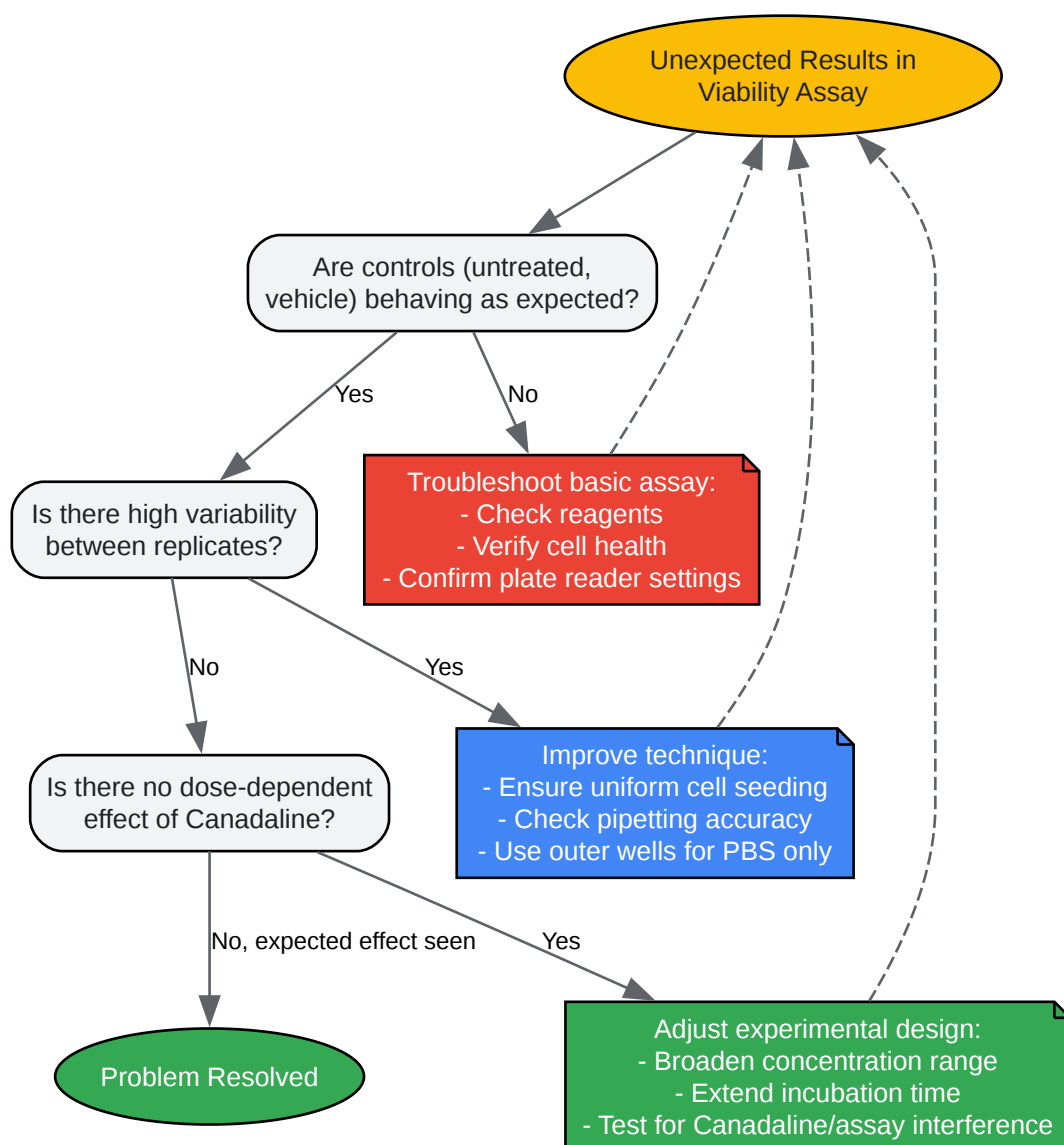 Unexpected Results in
Viability Assay
Are controls (untreated,
vehicle) behaving as expected?
Yes
No
Troubleshoot basic assay:
- Check reagents
- Verify cell health
- Confirm plate reader settings
Is there high variability
between replicates?
No
Yes
Improve technique:
- Ensure uniform cell seeding
- Check pipetting accuracy
- Use outer wells for PBS only
Is there no dose-dependent
effect of Canadaline?
No, expected effect seen
Yes
Adjust experimental design:
- Broaden concentration range
- Extend incubation time
- Test for Canadaline/assay interference
Problem Resolved